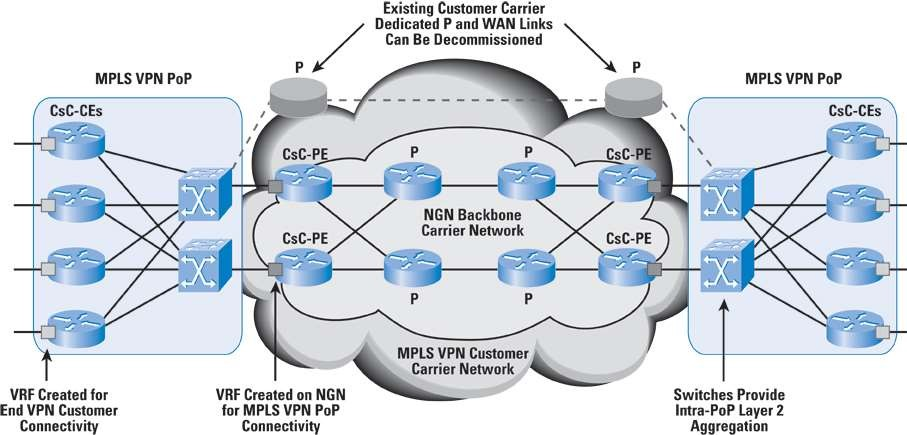 Existing Customer Carrier
Dedicated P and WAN Links
Can Be Decommissioned
MPLS VPN PoP
P
P
MPLS VPN PoP
CsC-CEs
CsC-CEs
CsC-PE
P
P
CsC-PE
NGN Backbone
Carrier Network
CsC-PE
CsC-PE
P
P
MPLS VPN Customer
Carrier Network
VRF Created for
End VPN Customer
Connectivity
VRF Created on NGN
for MPLS VPN PoP
Connectivity
Switches Provide
Intra-PoP Layer 2
Aggregation